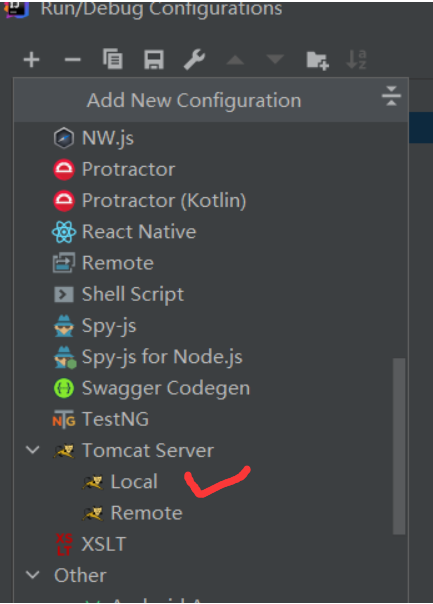 Run/Debug Configurations
Add New Configuration
NW.js
Protractor
Protractor (Kotlin)
React Native
Remote
Shell Script
Spy-js
Spy-js for Node.js
Swagger Codegen
TestNG
Tomcat Server
Local
Remote
XSLT
Other